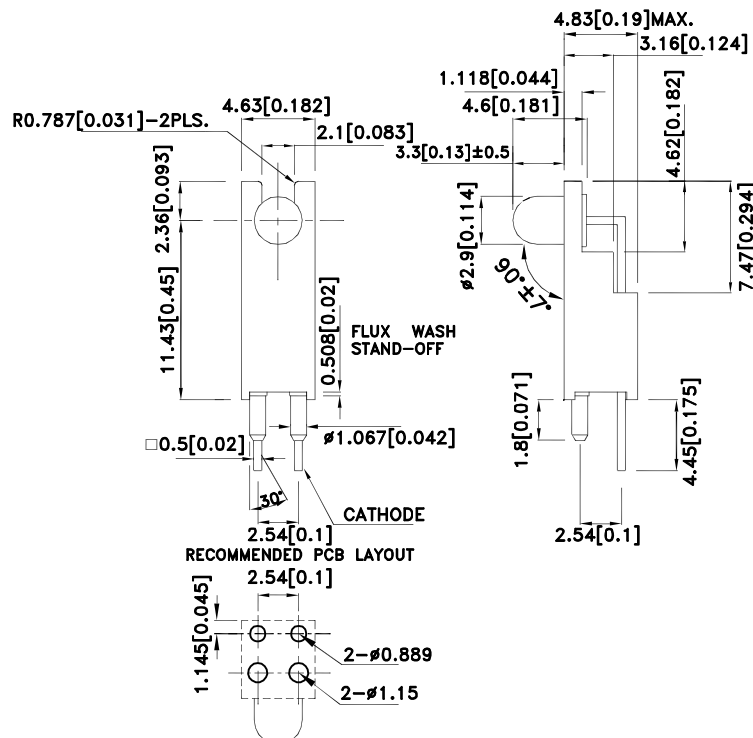 4.83[0.19]MAX.
3.16[0.124]
1.118[0.044]
4.63[0.182]
4.6[0.181]
R0.787[0.031]-2PLS.
2.1[0.083]
3.3[0.13]±0.5
4.62[0.182]
2.36[0.093]
ø2.9[0.114]
7.47[0.294]
90°±7°
11.43[0.45]
0.508[0.02]
FLUX WASH
STAND-OFF
□0.5[0.02]
ø1.067[0.042]
1.8[0.071]
4.45[0.175]
30°
CATHODE
2.54[0.1]
2.54[0.1]
RECOMMENDED PCB LAYOUT
2.54[0.1]
1.145[0.045]
2-ø0.889
2-ø1.15